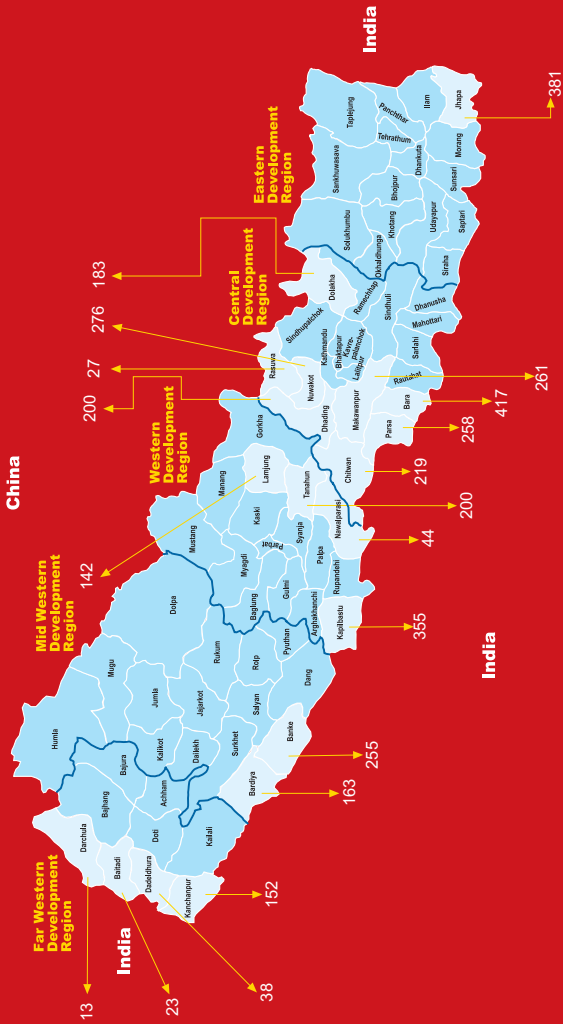 China
India
India
India
Far Western
Development
Region
Mid Western
Development
Region
Western
Development
Region
Central
Development
Region
Eastern
Development
Region
13
23
38
152
163
255
355
142
44
200
219
200
27
276
183
258
417
261
381
Darchula
Baitadi
Dadeldhura
Kanchanpur
Bajhang
Bajura
Doti
Achham
Kailali
Humla
Mugu
Jumla
Kalikot
Dailekh
Jajarkot
Surkhet
Bardiya
Banke
Dolpa
Rukum
Rolp
Salyan
Pyuthan
Dang
Mustang
Manang
Myagdi
Kaski
Parbat
Baglung
Gulmi
Syanja
Arghakhanchi
Palpa
Kapilbastu
Rupandehi
Nawalparasi
Lamjung
Tanahun
Gorkha
Chitwan
Dhading
Rasuvia
Nuwakot
Sindhupalchok
Kathmandu
Bhaktapur
Kavre-
palanchok
Lalitpur
Makawanpur
Parsa
Bara
Rautahat
Sarlahi
Mahottari
Dhanusha
Sindhuli
Ramechhap
Dolakha
Solukhumbu
Okhaldhunga
Khotang
Udayapur
Siraha
Saptari
Sankhuwasava
Bhojpur
Taplejung
Tehrathum
Panchthar
Dhankuta
Sunsari
Morang
Ilam
Jhapa